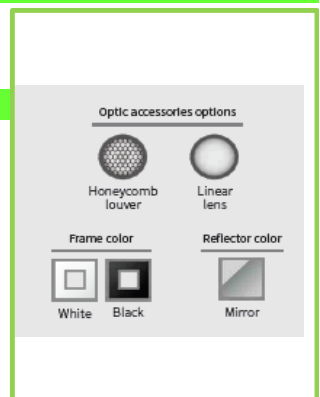 Optic accessories options
Honeycomb
louver
Linear
lens
Frame color
Reflector color
White
Black
Mirror